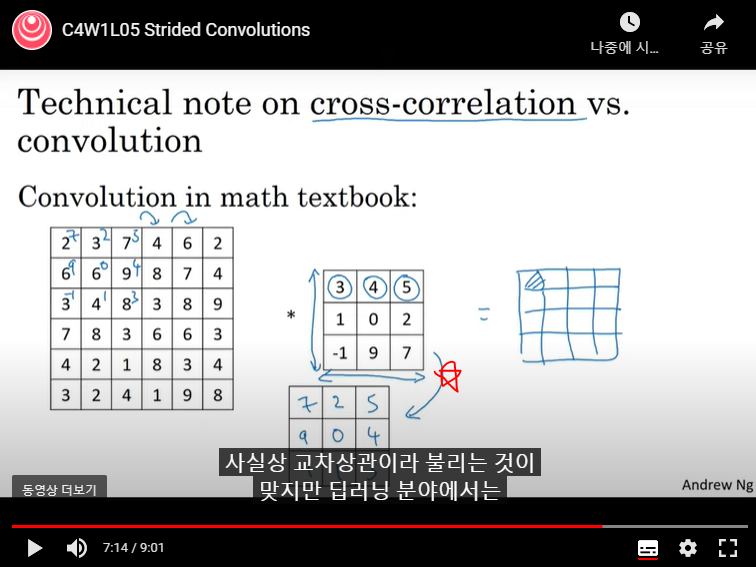 C4W1L05 Strided Convolutions
나중에 시...
공유
Technical note on cross-correlation vs.
convolution
Convolution in math textbook:
2 7 3 2 7 5 4 6 2
6 9 6 0 9 4 8 7 4
3 -1 4 1 8 3 3 8 9
7 8 3 6 6 3
4 2 1 8 3 4
3 2 4 1 9 8
*
3 4 5
1 0 2
-1 9 7
=
7 2 5
9 0 4
사실상 교차상관이라 불리는 것이
맞지만 딥러닝 분야에서는
동영상 더보기
Andrew Ng
7:14 / 9:01